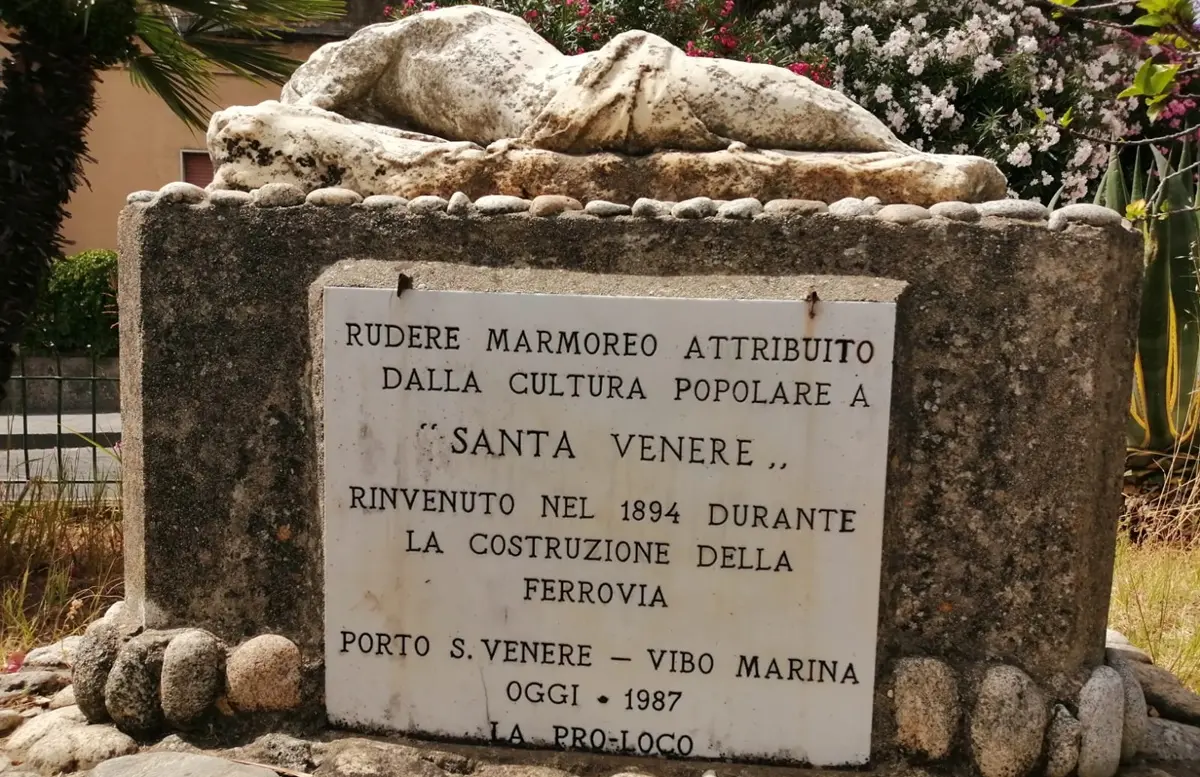 RUDERE MARMOREO ATTRIBUITO
DALLA CULTURA POPOLARE A
“SANTA VENERE„
RINVENUTO NEL 1894 DURANTE
LA COSTRUZIONE DELLA
FERROVIA
PORTO S. VENERE – VIBO MARINA
OGGI • 1987
LA PRO-LOCO